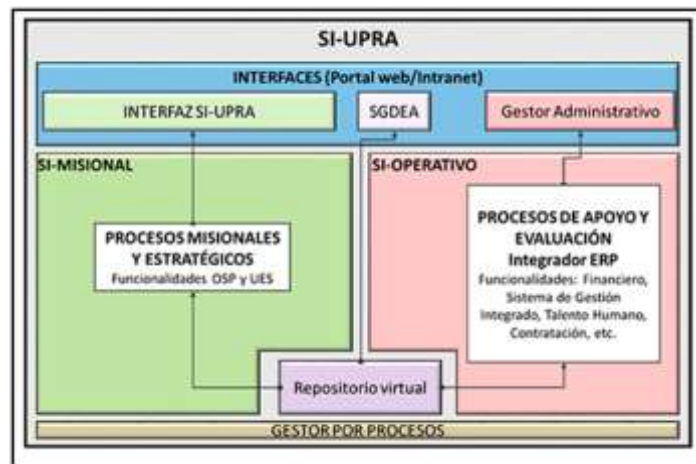 SI-UPRA
INTERFACES (Portal web/Intranet)
INTERFAZ SI-UPRA
SGDEA
Gestor Administrativo
SI-MISIONAL
PROCESOS MISIONALES
Y ESTRATÉGICOS
Funcionalidades OSP y UES
SI-OPERATIVO
PROCESOS DE APOYO Y
EVALUACIÓN
Integrador ERP
Funcionalidades: Financiero,
Sistema de Gestión
Integrado, Talento Humano,
Contratación, etc.
Repositorio virtual
GESTOR POR PROCESOS